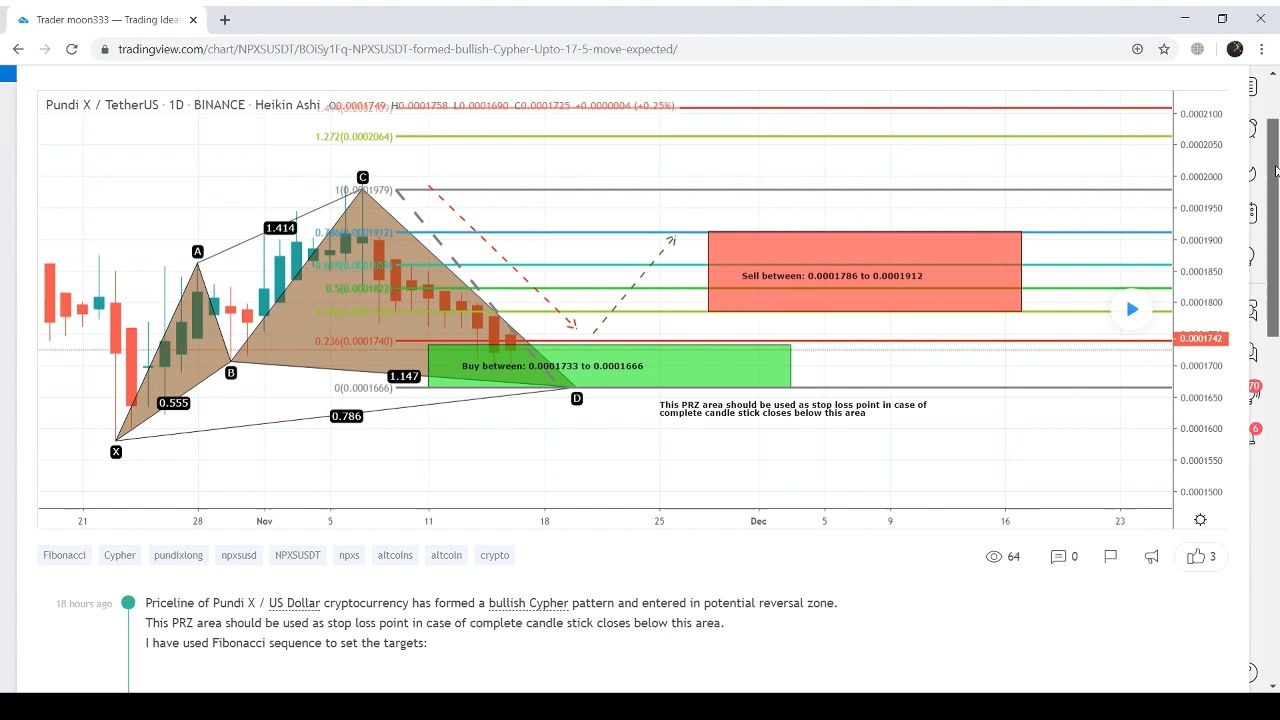 Trader moon333 — Trading Idea
tradingview.com/chart/NPXSUSDT/BOiSy1Fq-NPXSUSDT-formed-bullish-Cypher-Upto-17-5-move-expected/
Pundi X / TetherUS · 1D · BINANCE · Heikin Ashi O0.0001749 H0.0001758 L0.0001690 C0.0001725 +0.0000004 (+0.25%)
0.0002100
1.272(0.0002064)
0.0002050
C
0.0002000
1(0.0001979)
0.0001950
1.414
0.786(0.0001912)
0.0001900
A
0.0001850
Sell between: 0.0001786 to 0.0001912
0.5(0.0001822)
0.0001800
0.236(0.0001740)
0.0001742
Buy between: 0.0001733 to 0.0001666
0.0001700
B
1.147
0(0.0001666)
D
0.0001650
0.555
0.786
This PRZ area should be used as stop loss point in case of
complete candle stick closes below this area
0.0001600
X
0.0001550
0.0001500
21 28 Nov 5 11 18 25 Dec 5 9 16 23
70
6
Fibonacci Cypher pundixlong npxsusd NPXSUSDT npxs altcoins altcoin crypto
64 0 3
18 hours ago
Priceline of Pundi X / US Dollar cryptocurrency has formed a bullish Cypher pattern and entered in potential reversal zone.
This PRZ area should be used as stop loss point in case of complete candle stick closes below this area.
I have used Fibonacci sequence to set the targets: